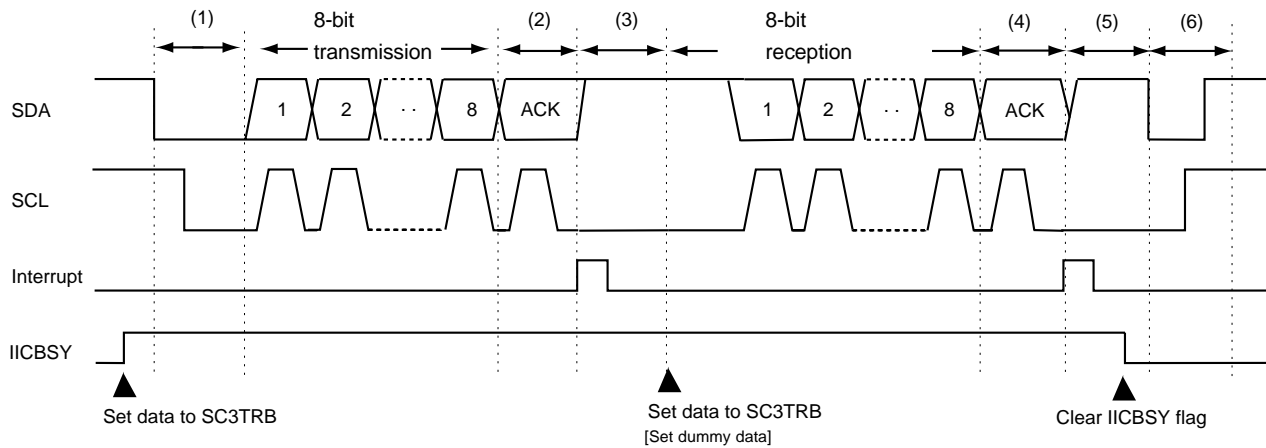 (1) 8-bit transmission (2) (3) 8-bit reception (4) (5) (6)
SDA 1 2 .. 8 ACK 1 2 .. 8 ACK
SCL
Interrupt
IICBSY
Set data to SC3TRB
Set data to SC3TRB
[Set dummy data]
Clear IICBSY flag